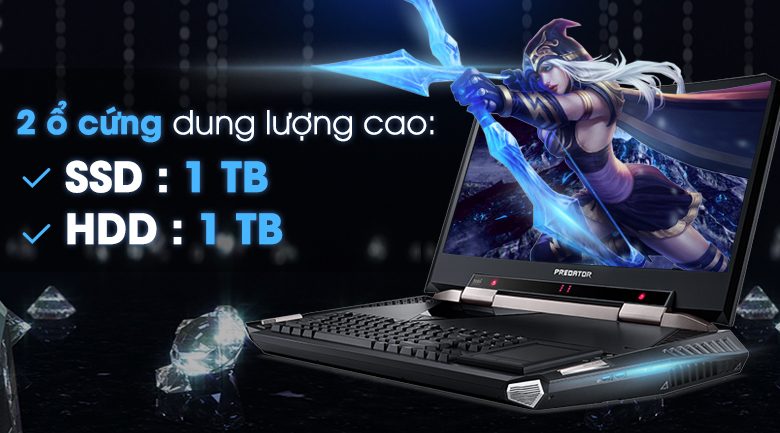 2 ổ cứng dung lượng cao:
SSD : 1 TB
HDD : 1 TB
PREDATOR